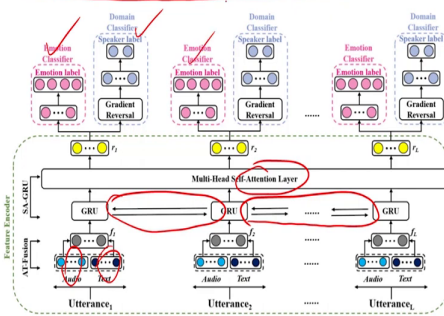 Domain
Classifier
Speaker label
Emotion
Classifier
Emotion label
Gradient
Reversal
r1
Domain
Classifier
Speaker label
Emotion
Classifier
Emotion label
Gradient
Reversal
r2
......
Domain
Classifier
Speaker label
Emotion
Classifier
Emotion label
Gradient
Reversal
rL
Multi-Head Self-Attention Layer
Feature Encoder
SA-GRU
GRU
GRU
......
GRU
AT-Fusion
f1
f2
fL
Audio Text
Audio Text
......
Audio Text
Utterance1
Utterance2
......
UtteranceL